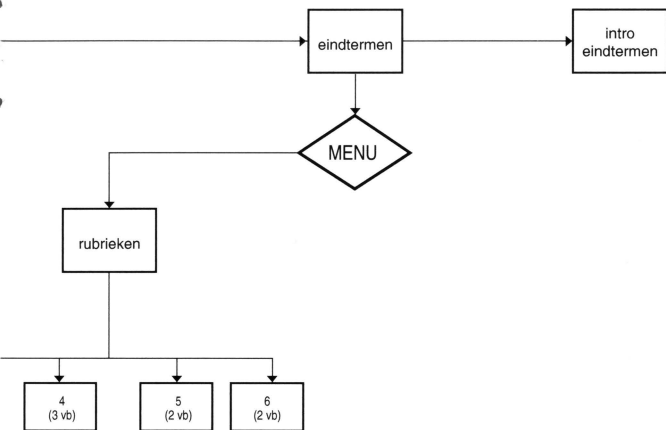 eindtermen
intro
eindtermen
MENU
rubrieken
4
(3 vb)
5
(2 vb)
6
(2 vb)